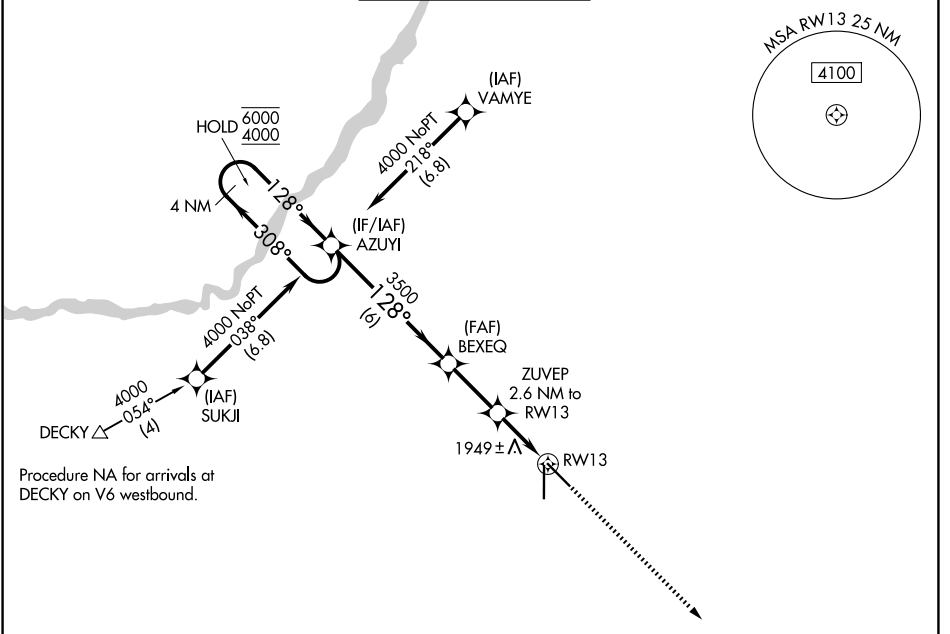 MSA RW13 25 NM
4100
(IAF)
VAMYE
4000 NoPT
218°
(6.8)
HOLD 6000
4000
4 NM
128°
308°
(IF/IAF)
AZUYI
3500
128°
(6)
4000 NoPT
038°
(6.8)
(FAF)
BEXEQ
ZUVEP
2.6 NM to
RW13
(IAF)
SUKJI
4000
054°
(4)
DECKY
1949±
RW13
Procedure NA for arrivals at
DECKY on V6 westbound.